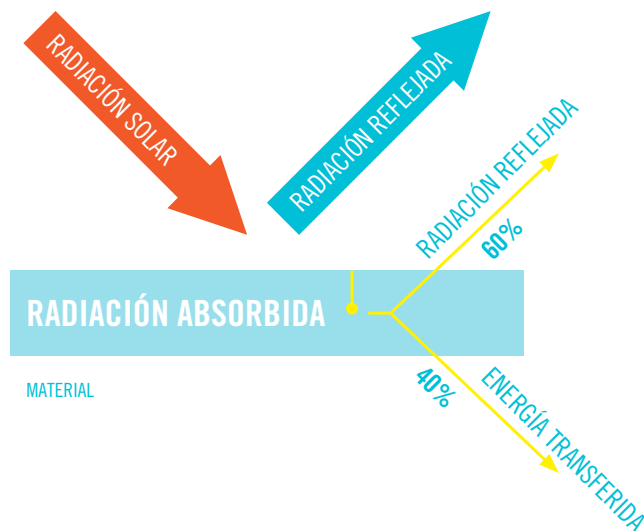 RADIACIÓN SOLAR
RADIACIÓN REFLEJADA
RADIACIÓN REFLEJADA
60%
RADIACIÓN ABSORBIDA
MATERIAL
40%
ENERGÍA TRANSFERIDA